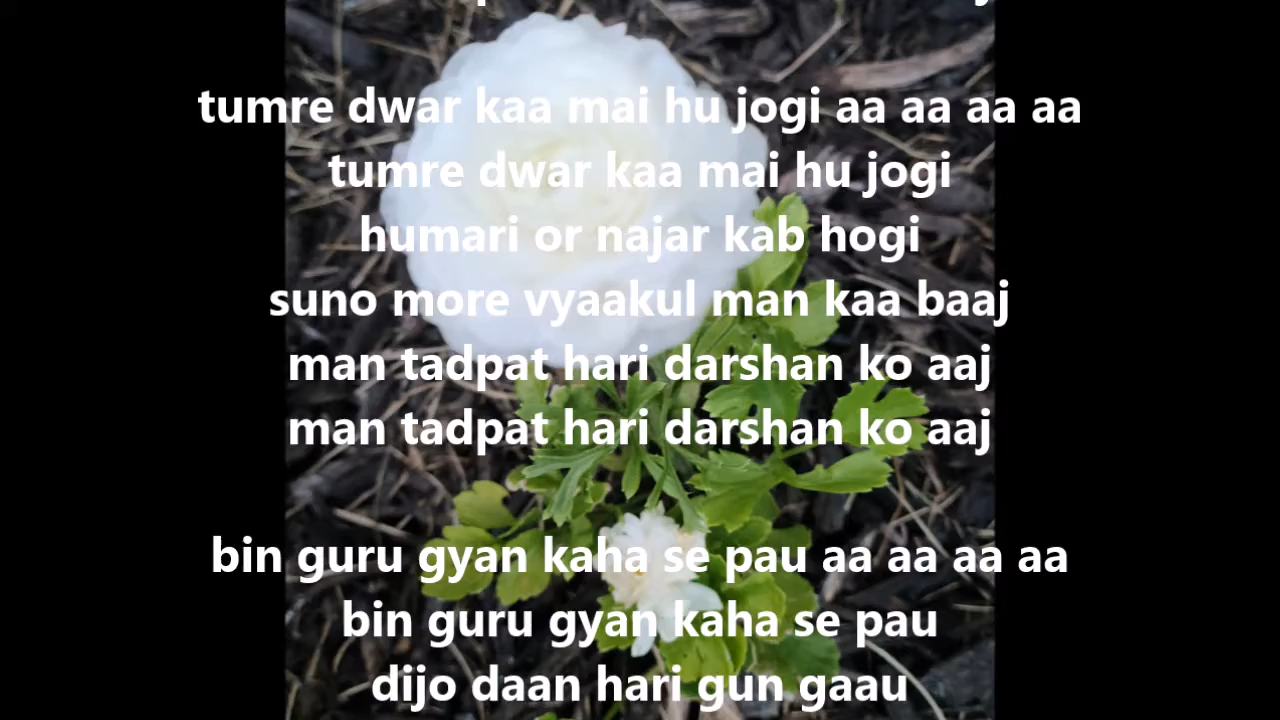 tumre dwar kaa mai hu jogi aa aa aa aa
tumre dwar kaa mai hu jogi
humari or najar kab hogi
suno more vyaakul man kaa baaj
man tadpat hari darshan ko aaj
man tadpat hari darshan ko aaj
bin guru gyan kaha se pau aa aa aa aa
bin guru gyan kaha se pau
dijo daan hari gun gaau